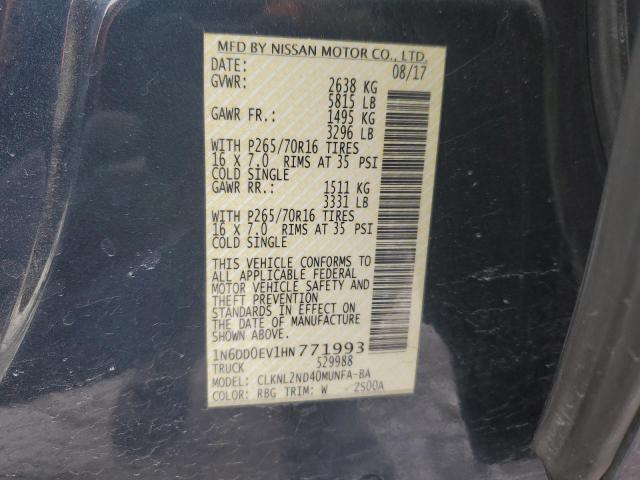 MFD BY NISSAN MOTOR CO., LTD.
DATE: 08/17
GVWR: 2638 KG
5815 LB
GAWR FR.: 1495 KG
3296 LB
WITH P265/70R16 TIRES
16 X 7.0 RIMS AT 35 PSI
COLD SINGLE
GAWR RR.: 1511 KG
3331 LB
WITH P265/70R16 TIRES
16 X 7.0 RIMS AT 35 PSI
COLD SINGLE
THIS VEHICLE CONFORMS TO
ALL APPLICABLE FEDERAL
MOTOR VEHICLE SAFETY AND
THEFT PREVENTION
STANDARDS IN EFFECT ON
THE DATE OF MANUFACTURE
SHOWN ABOVE.
1N6DD0EV1HN771993
TRUCK 529988
MODEL: CLKNL2ND40MUNFA-BA
COLOR: RBG TRIM: W 2S00A